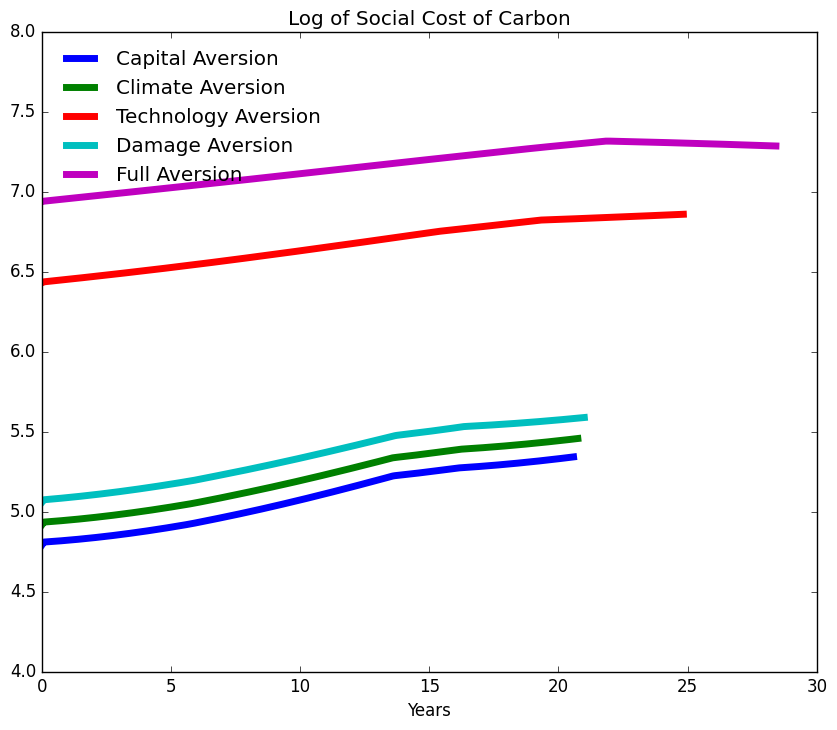 Log of Social Cost of Carbon
8.0
7.5
7.0
6.5
6.0
5.5
5.0
4.5
4.0
Capital Aversion
Climate Aversion
Technology Aversion
Damage Aversion
Full Aversion
0 5 10 15 20 25 30
Years